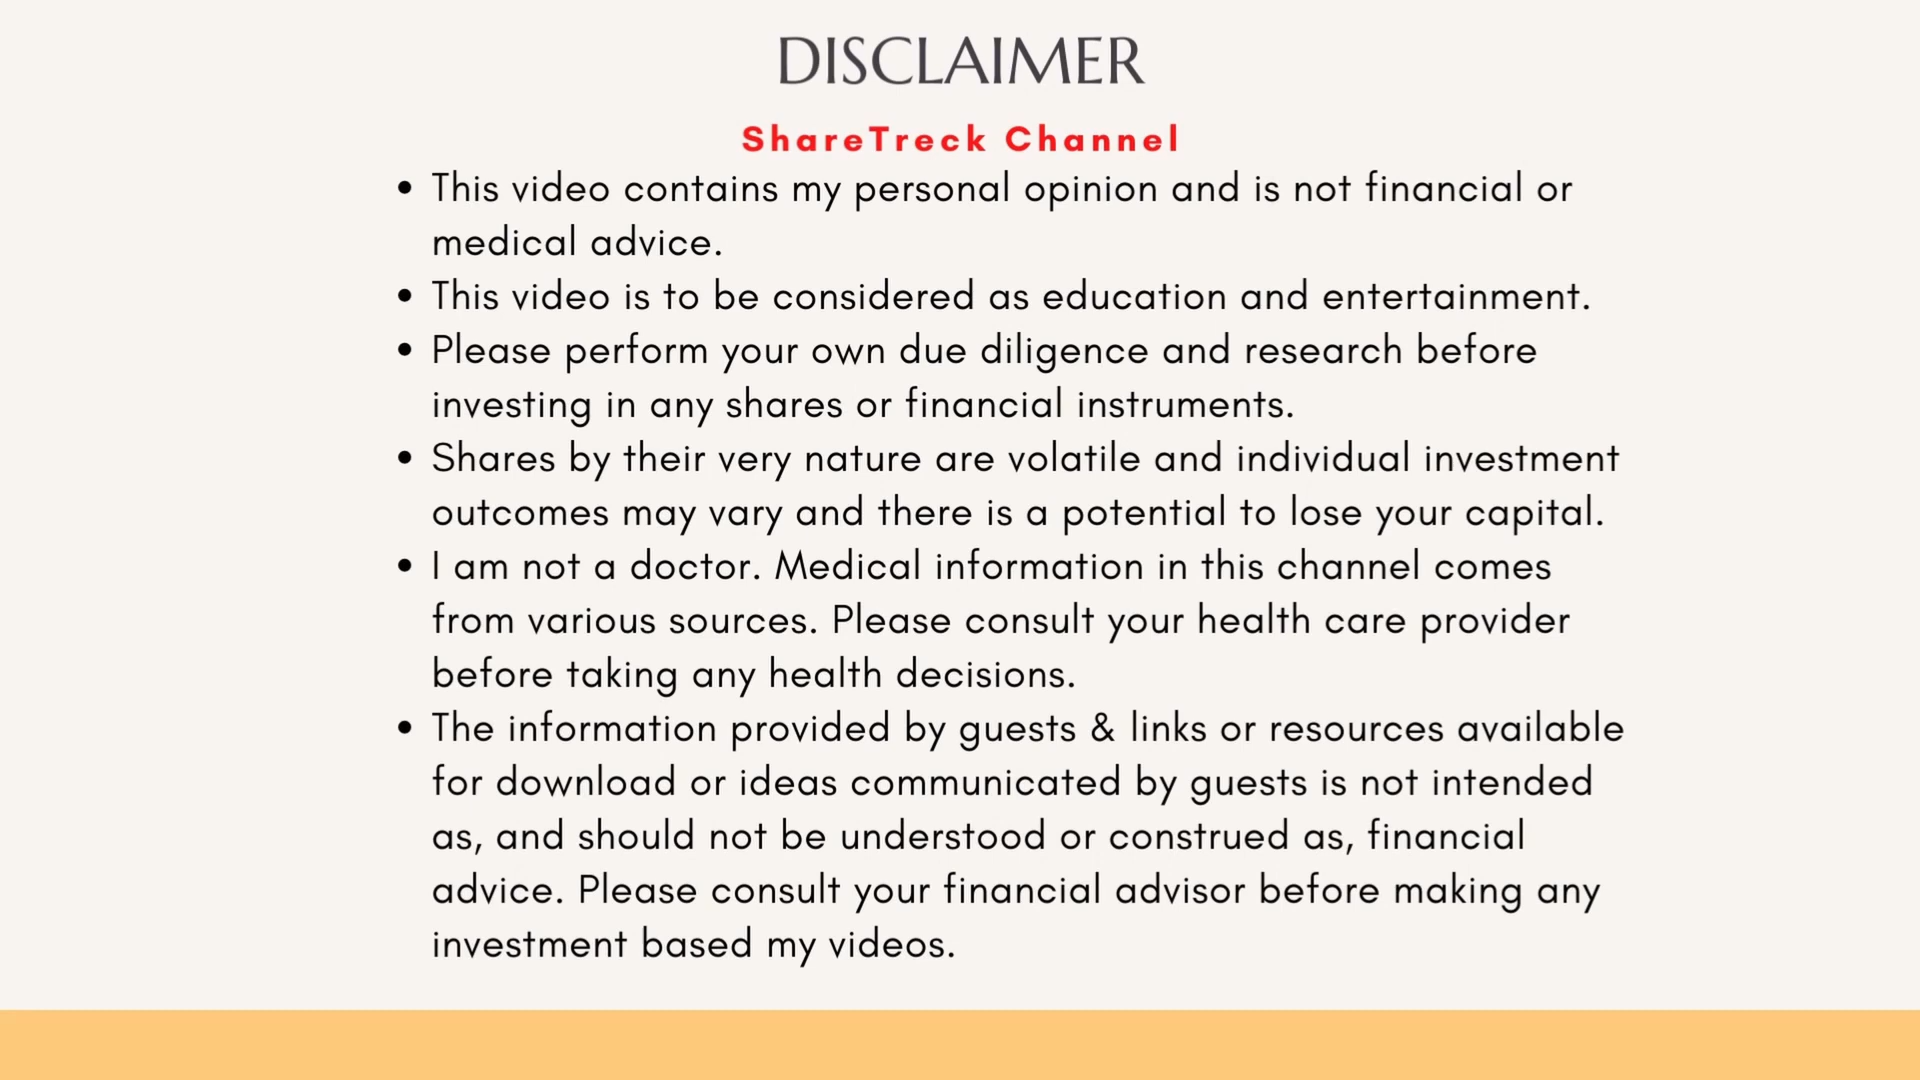 DISCLAIMER
ShareTreck Channel
• This video contains my personal opinion and is not financial or
medical advice.
• This video is to be considered as education and entertainment.
• Please perform your own due diligence and research before
investing in any shares or financial instruments.
• Shares by their very nature are volatile and individual investment
outcomes may vary and there is a potential to lose your capital.
• I am not a doctor. Medical information in this channel comes
from various sources. Please consult your health care provider
before taking any health decisions.
• The information provided by guests & links or resources available
for download or ideas communicated by guests is not intended
as, and should not be understood or construed as, financial
advice. Please consult your financial advisor before making any
investment based my videos.